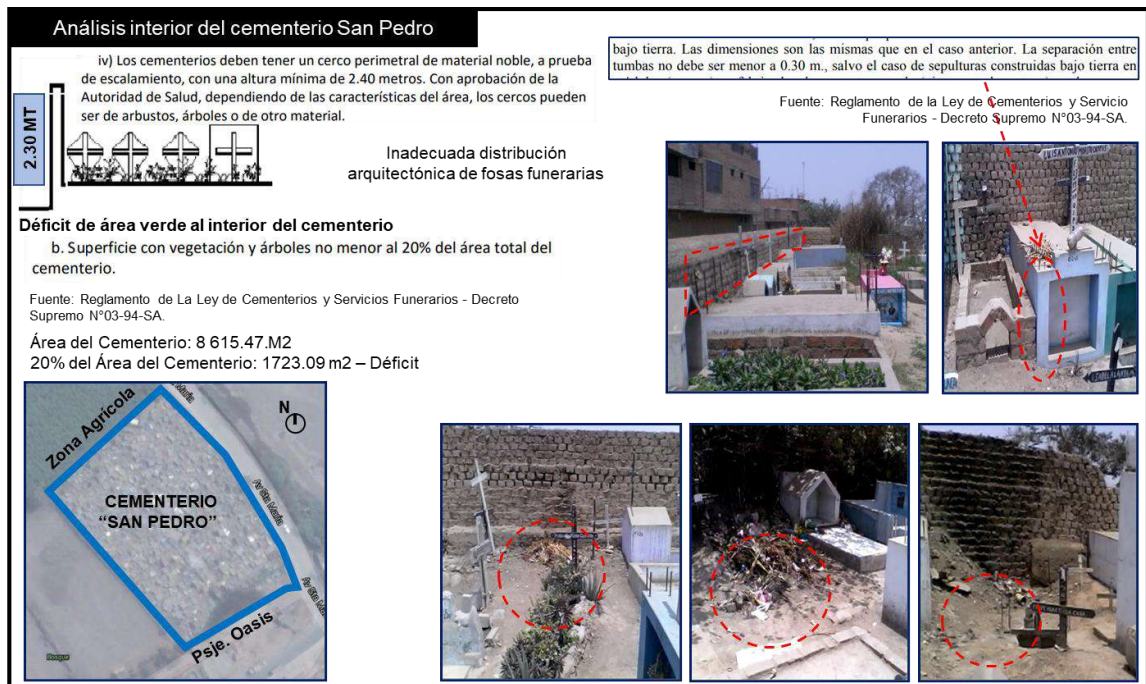 Análisis interior del cementerio San Pedro
iv) Los cementerios deben tener un cerco perimetral de material noble, a prueba
de escalamiento, con una altura mínima de 2.40 metros. Con aprobación de la
Autoridad de Salud, dependiendo de las características del área, los cercos pueden
ser de arbustos, árboles o de otro material.
2.30 MT
bajo tierra. Las dimensiones son las mismas que en el caso anterior. La separación entre
tumbas no debe ser menor a 0.30 m., salvo el caso de sepulturas construidas bajo tierra en
Fuente: Reglamento de la Ley de Cementerios y Servicio
Funerarios - Decreto Supremo N°03-94-SA.
Inadecuada distribución
arquitectónica de fosas funerarias
Déficit de área verde al interior del cementerio
b. Superficie con vegetación y árboles no menor al 20% del área total del
cementerio.
Fuente: Reglamento de La Ley de Cementerios y Servicios Funerarios - Decreto
Supremo N°03-94-SA.
Área del Cementerio: 8 615.47.M2
20% del Área del Cementerio: 1723.09 m2 – Déficit
N
Zona Agrícola
CEMENTERIO
“SAN PEDRO”
Av Sta María
Psje. Oasis
Bosque